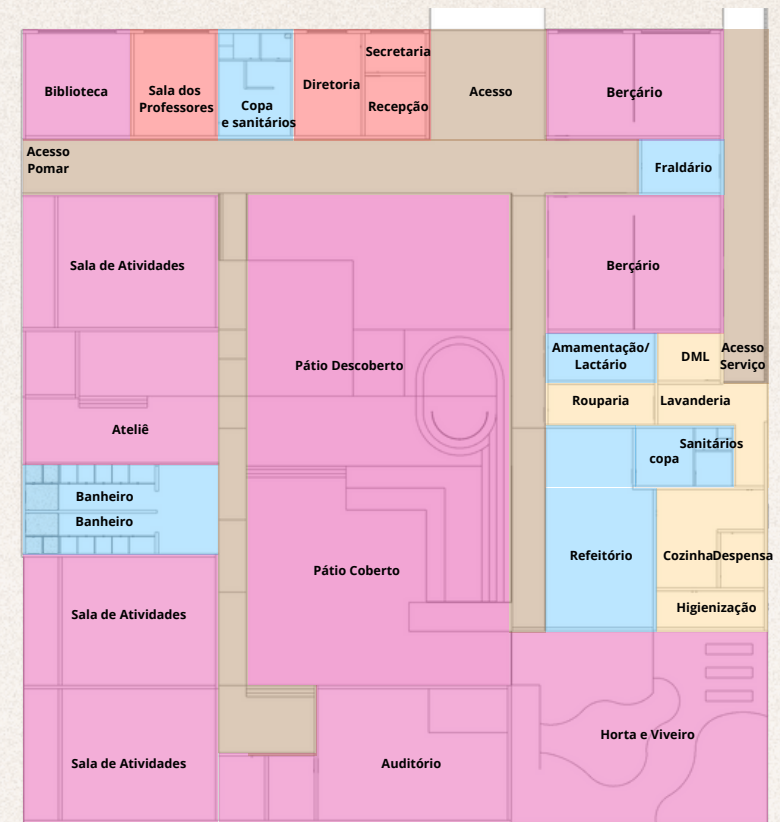 Biblioteca
Sala dos
Professores
Copa
e sanitários
Diretoria
Secretaria
Recepção
Acesso
Berçário
Acesso
Pomar
Fraldário
Sala de Atividades
Berçário
Pátio Descoberto
Amamentação/
Lactário
DML
Acesso
Serviço
Rouparia
Lavanderia
Ateliê
Sanitários
copa
Banheiro
Banheiro
Refeitório
Cozinha
Despensa
Pátio Coberto
Higienização
Sala de Atividades
Horta e Viveiro
Sala de Atividades
Auditório